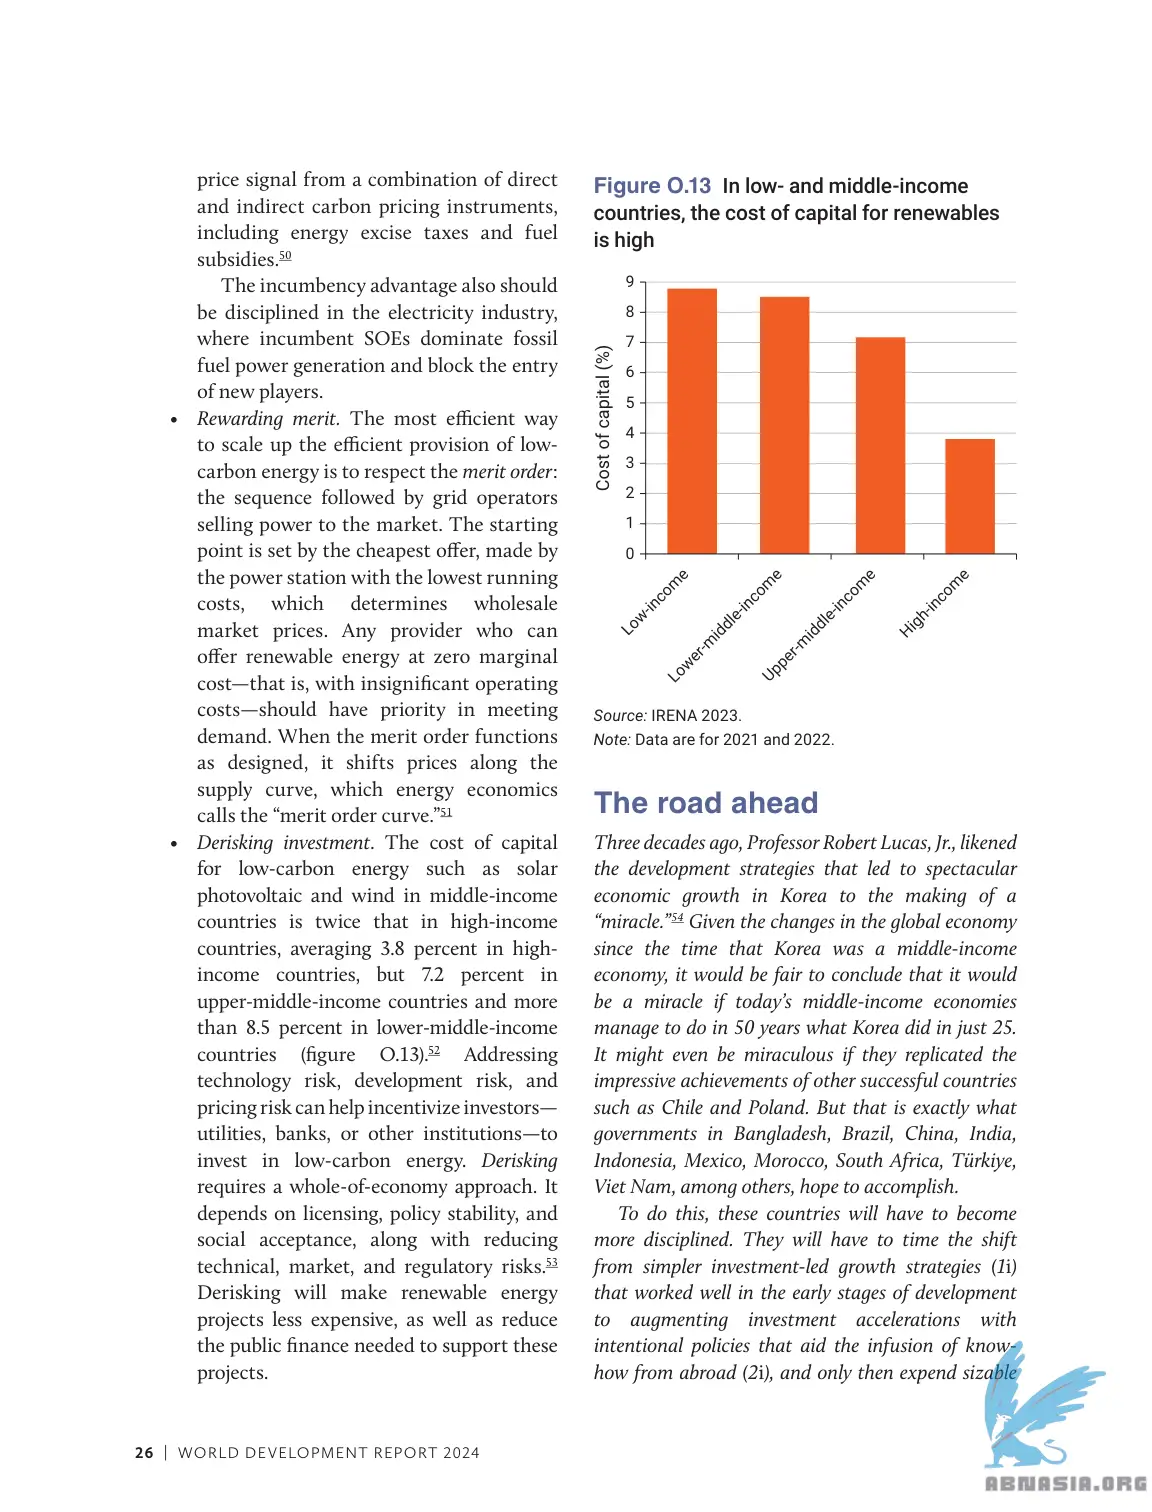 price signal from a combination of direct
and indirect carbon pricing instruments,
including energy excise taxes and fuel
subsidies.50
The incumbency advantage also should
be disciplined in the electricity industry,
where incumbent SOEs dominate fossil
fuel power generation and block the entry
of new players.
• Rewarding merit. The most efficient way
to scale up the efficient provision of low-
carbon energy is to respect the merit order:
the sequence followed by grid operators
selling power to the market. The starting
point is set by the cheapest offer, made by
the power station with the lowest running
costs, which determines wholesale
market prices. Any provider who can
offer renewable energy at zero marginal
cost—that is, with insignificant operating
costs—should have priority in meeting
demand. When the merit order functions
as designed, it shifts prices along the
supply curve, which energy economics
calls the “merit order curve.”51
• Derisking investment. The cost of capital
for low-carbon energy such as solar
photovoltaic and wind in middle-income
countries is twice that in high-income
countries, averaging 3.8 percent in high-
income countries, but 7.2 percent in
upper-middle-income countries and more
than 8.5 percent in lower-middle-income
countries (figure O.13).52 Addressing
technology risk, development risk, and
pricing risk can help incentivize investors—
utilities, banks, or other institutions—to
invest in low-carbon energy. Derisking
requires a whole-of-economy approach. It
depends on licensing, policy stability, and
social acceptance, along with reducing
technical, market, and regulatory risks.53
Derisking will make renewable energy
projects less expensive, as well as reduce
the public finance needed to support these
projects.
Figure O.13 In low- and middle-income
countries, the cost of capital for renewables
is high
Cost of capital (%)
9
8
7
6
5
4
3
2
1
0
Low-income
Lower-middle-income
Upper-middle-income
High-income
Source: IRENA 2023.
Note: Data are for 2021 and 2022.
The road ahead
Three decades ago, Professor Robert Lucas, Jr., likened
the development strategies that led to spectacular
economic growth in Korea to the making of a
“miracle.”54 Given the changes in the global economy
since the time that Korea was a middle-income
economy, it would be fair to conclude that it would
be a miracle if today’s middle-income economies
manage to do in 50 years what Korea did in just 25.
It might even be miraculous if they replicated the
impressive achievements of other successful countries
such as Chile and Poland. But that is exactly what
governments in Bangladesh, Brazil, China, India,
Indonesia, Mexico, Morocco, South Africa, Türkiye,
Viet Nam, among others, hope to accomplish.
To do this, these countries will have to become
more disciplined. They will have to time the shift
from simpler investment-led growth strategies (1i)
that worked well in the early stages of development
to augmenting investment accelerations with
intentional policies that aid the infusion of know-
how from abroad (2i), and only then expend sizable
26 | WORLD DEVELOPMENT REPORT 2024
ABNASIA.ORG